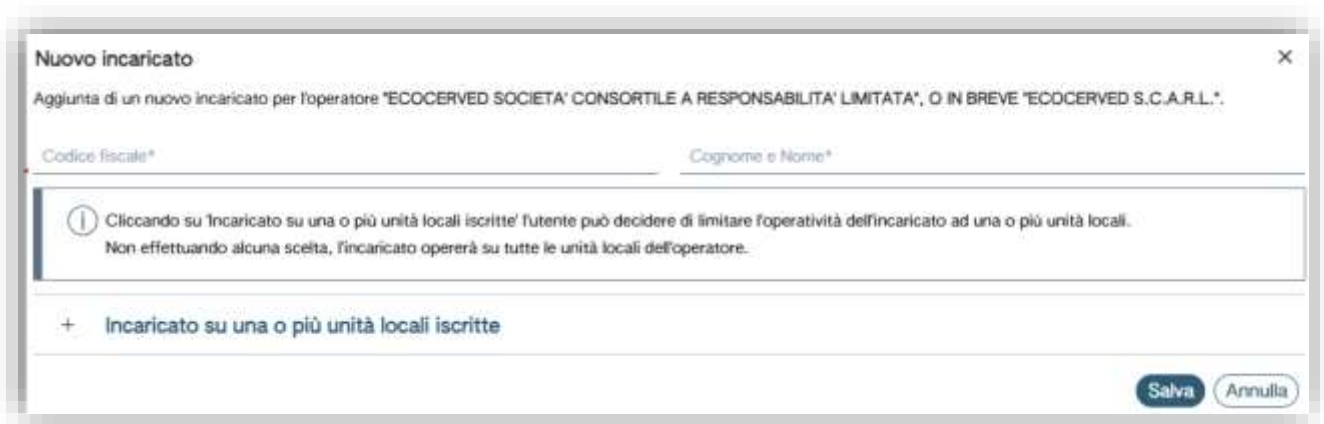 Nuovo incaricato
×
Aggiunta di un nuovo incaricato per l'operatore "ECOCERVED SOCIETA' CONSORTILE A RESPONSABILITA' LIMITATA", O IN BREVE "ECOCERVED S.C.A.R.L.".
Codice fiscale* Cognome e Nome*
Cliccando su 'Incaricato su una o più unità locali iscritte' l'utente può decidere di limitare l'operatività dell'incaricato ad una o più unità locali.
Non effettuando alcuna scelta, l'incaricato opererà su tutte le unità locali dell'operatore.
+ Incaricato su una o più unità locali iscritte
Salva Annulla